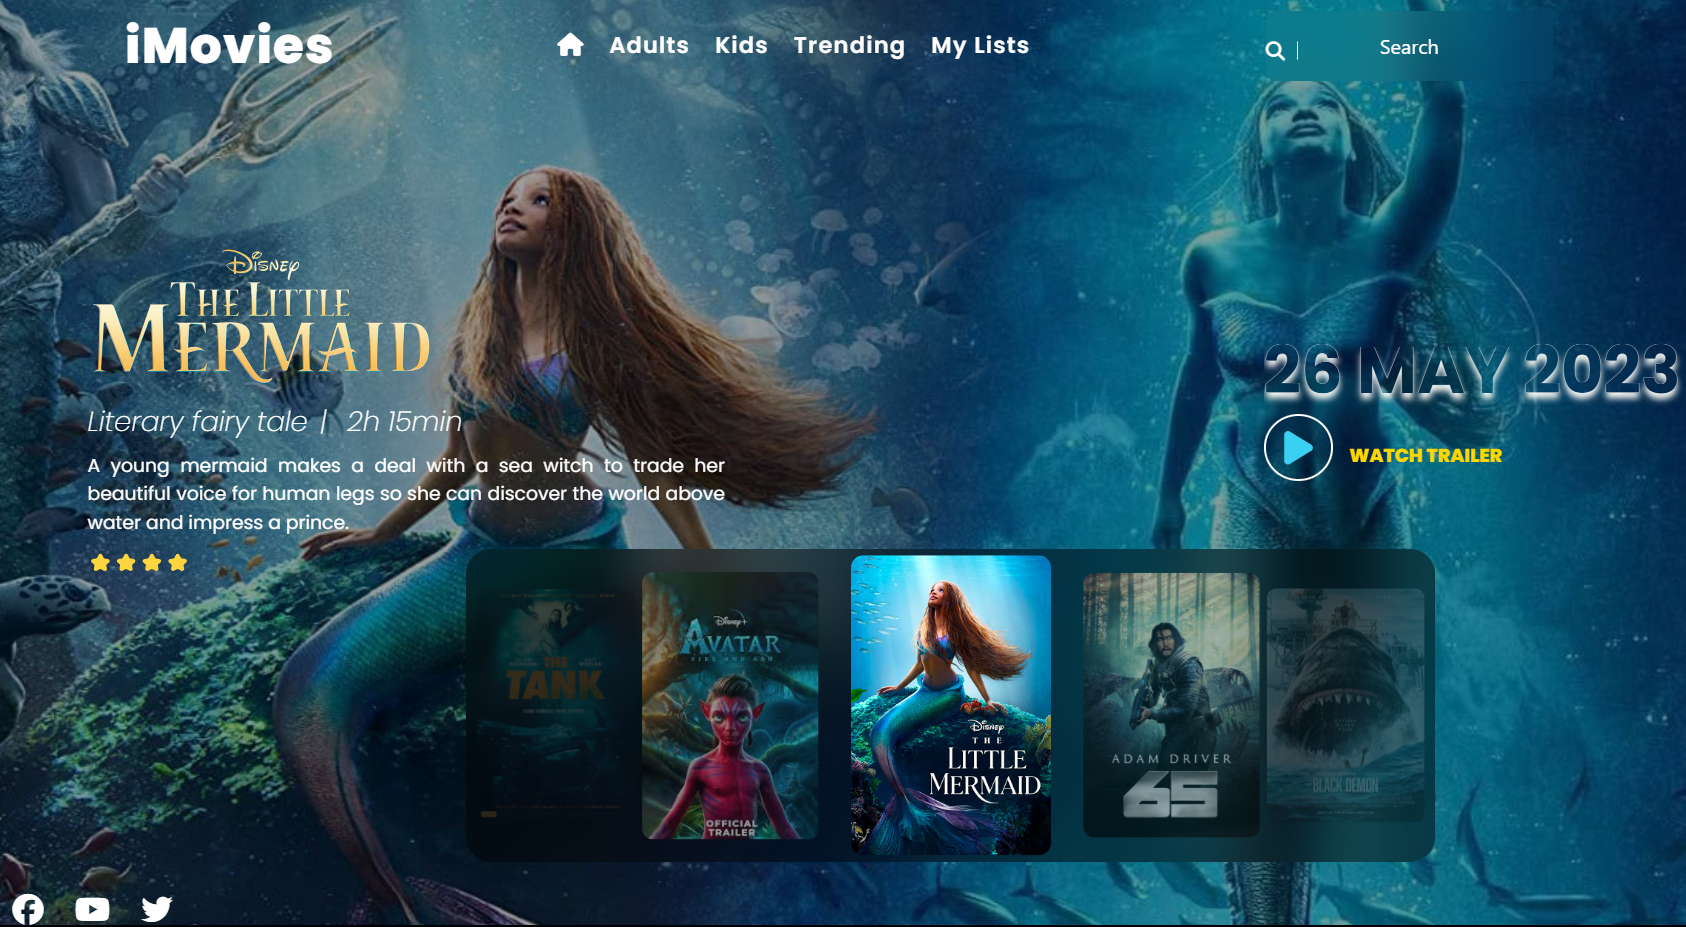 iMovies
Adults Kids Trending My Lists
Search
Disney
THE LITTLE
MERMAID
26 MAY 2023
Literary fairy tale | 2h 15min
WATCH TRAILER
A young mermaid makes a deal with a sea witch to trade her
beautiful voice for human legs so she can discover the world above
water and impress a prince.
THE
TANK
Disney+
AVATAR
FIRE AND ASH
OFFICIAL
TRAILER
Disney
THE
LITTLE
MERMAID
ADAM DRIVER
65
BLACK DEMON